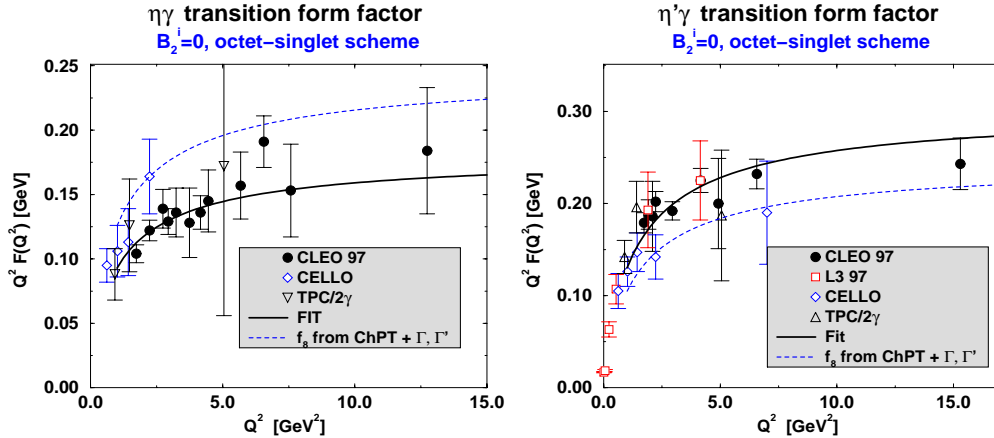 ηγ transition form factor
B₂ⁱ=0, octet−singlet scheme
0.25
0.20
0.15
0.10
0.05
0.00
Q² F(Q²) [GeV]
CLEO 97
CELLO
TPC/2γ
FIT
f₈ from ChPT + Γ, Γ'
0.0
5.0
10.0
15.0
Q² [GeV²]
η'γ transition form factor
B₂ⁱ=0, octet−singlet scheme
0.30
0.20
0.10
0.00
Q² F(Q²) [GeV]
CLEO 97
L3 97
CELLO
TPC/2γ
Fit
f₈ from ChPT + Γ, Γ'
0.0
5.0
10.0
15.0
Q² [GeV²]